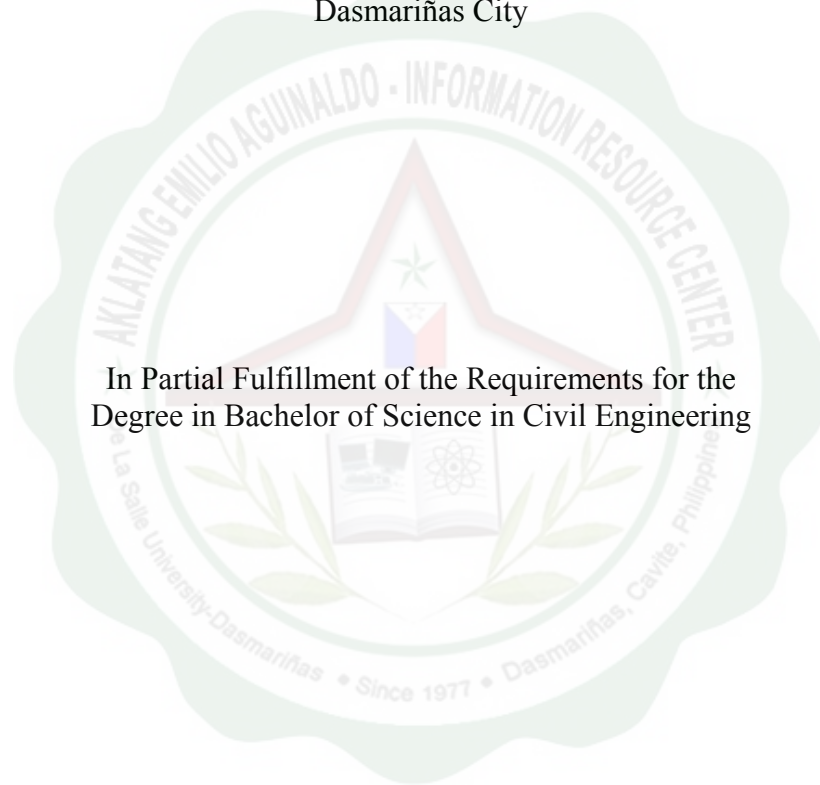 Dasmariñas City
AKLATANG EMILIO AGUINALDO - INFORMATION RESOURCE CENTER
In Partial Fulfillment of the Requirements for the
Degree in Bachelor of Science in Civil Engineering
De La Salle University-Dasmariñas • Since 1977 • Dasmariñas, Cavite, Philippines